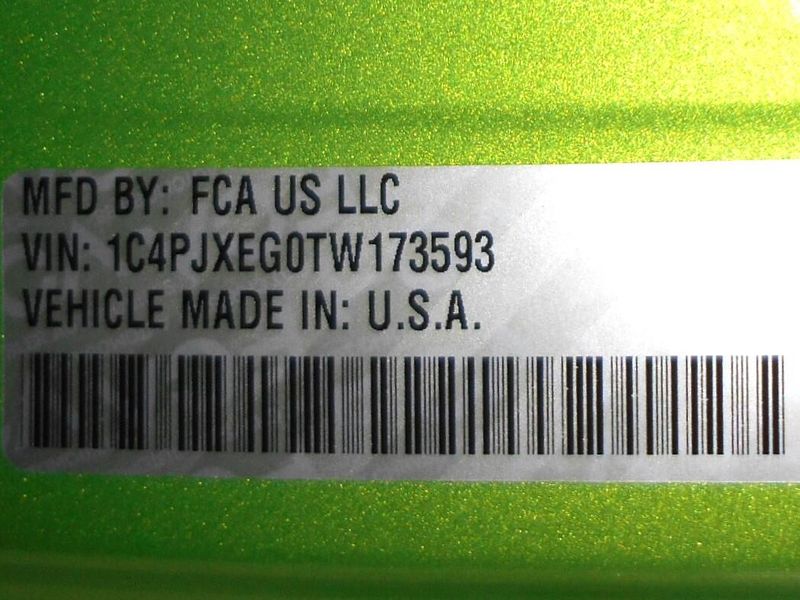 MFD BY: FCA US LLC
VIN: 1C4PJXEG0TW173593
VEHICLE MADE IN: U.S.A.